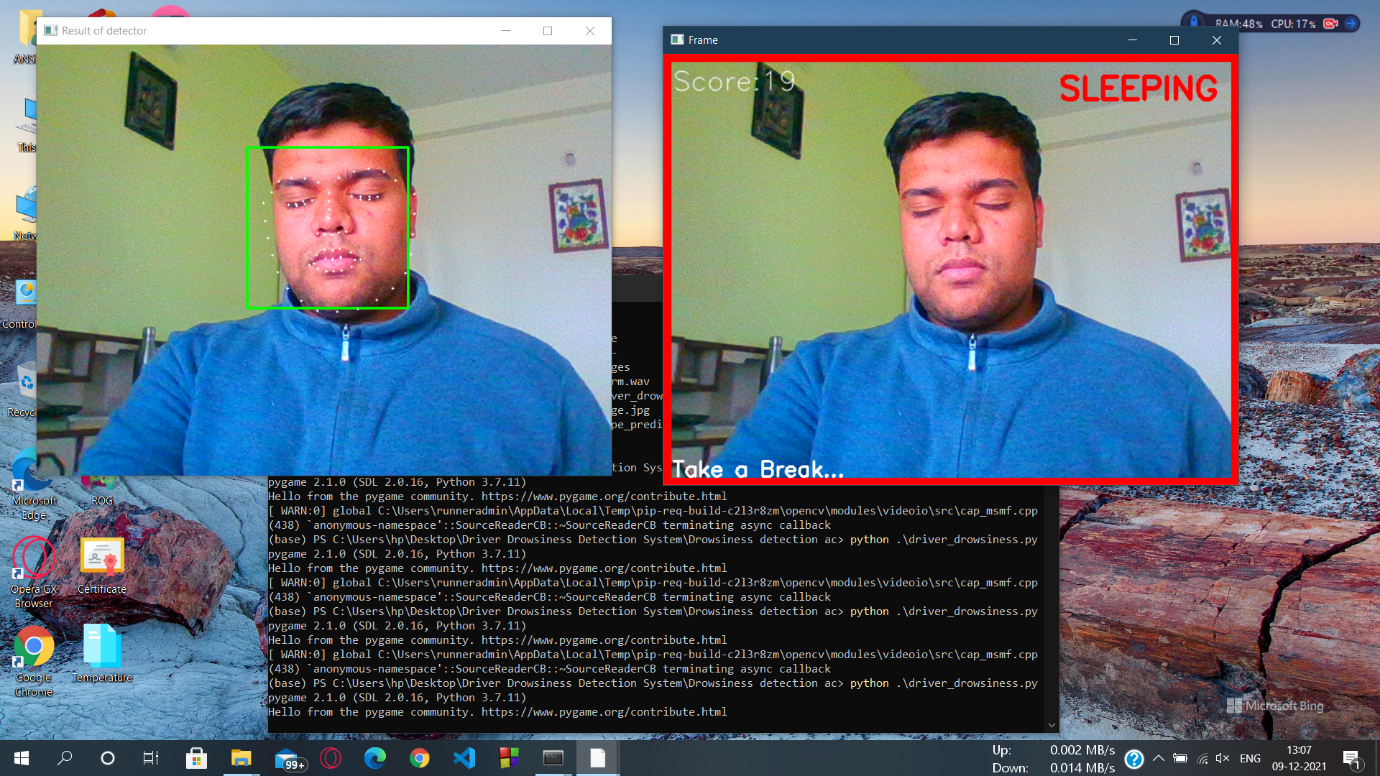 Result of detector
Frame
RAM:48% CPU: 17%
Score:19
SLEEPING
Take a Break...
This
Control
Microsoft
Edge
ROG
Opera GX
Browser
Certificate
Google
Chrome
Temperature
ges
rm.wav
ver_drow
ge.jpg
pe_predi
tion Sys
pygame 2.1.0 (SDL 2.0.16, Python 3.7.11)
Hello from the pygame community. https://www.pygame.org/contribute.html
[ WARN:0] global C:\Users\runneradmin\AppData\Local\Temp\pip-req-build-c2l3r8zm\opencv\modules\videoio\src\cap_msmf.cpp
(438) `anonymous-namespace'::SourceReaderCB::~SourceReaderCB terminating async callback
(base) PS C:\Users\hp\Desktop\Driver Drowsiness Detection System\Drowsiness detection ac> python .\driver_drowsiness.py
pygame 2.1.0 (SDL 2.0.16, Python 3.7.11)
Hello from the pygame community. https://www.pygame.org/contribute.html
[ WARN:0] global C:\Users\runneradmin\AppData\Local\Temp\pip-req-build-c2l3r8zm\opencv\modules\videoio\src\cap_msmf.cpp
(438) `anonymous-namespace'::SourceReaderCB::~SourceReaderCB terminating async callback
(base) PS C:\Users\hp\Desktop\Driver Drowsiness Detection System\Drowsiness detection ac> python .\driver_drowsiness.py
pygame 2.1.0 (SDL 2.0.16, Python 3.7.11)
Hello from the pygame community. https://www.pygame.org/contribute.html
[ WARN:0] global C:\Users\runneradmin\AppData\Local\Temp\pip-req-build-c2l3r8zm\opencv\modules\videoio\src\cap_msmf.cpp
(438) `anonymous-namespace'::SourceReaderCB::~SourceReaderCB terminating async callback
(base) PS C:\Users\hp\Desktop\Driver Drowsiness Detection System\Drowsiness detection ac> python .\driver_drowsiness.py
pygame 2.1.0 (SDL 2.0.16, Python 3.7.11)
Hello from the pygame community. https://www.pygame.org/contribute.html
Microsoft Bing
99+
Up: 0.002 MB/s
Down: 0.014 MB/s
ENG
13:07
09-12-2021
1